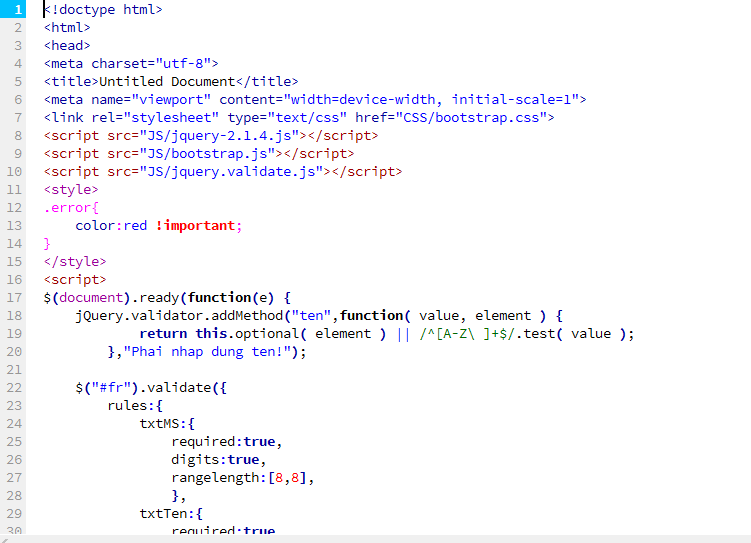 1 <!doctype html>
2 <html>
3 <head>
4 <meta charset="utf-8">
5 <title>Untitled Document</title>
6 <meta name="viewport" content="width=device-width, initial-scale=1">
7 <link rel="stylesheet" type="text/css" href="CSS/bootstrap.css">
8 <script src="JS/jquery-2.1.4.js"></script>
9 <script src="JS/bootstrap.js"></script>
10 <script src="JS/jquery.validate.js"></script>
11 <style>
12 .error{
13     color:red !important;
14 }
15 </style>
16 <script>
17 $(document).ready(function(e) {
18     jQuery.validator.addMethod("ten",function( value, element ) {
19             return this.optional( element ) || /^[A-Z\ ]+$/.test( value );
20         },"Phai nhap dung ten!");
21
22     $("#fr").validate({
23         rules:{
24             txtMS:{
25                 required:true,
26                 digits:true,
27                 rangelength:[8,8],
28                 },
29             txtTen:{
30                 required:true